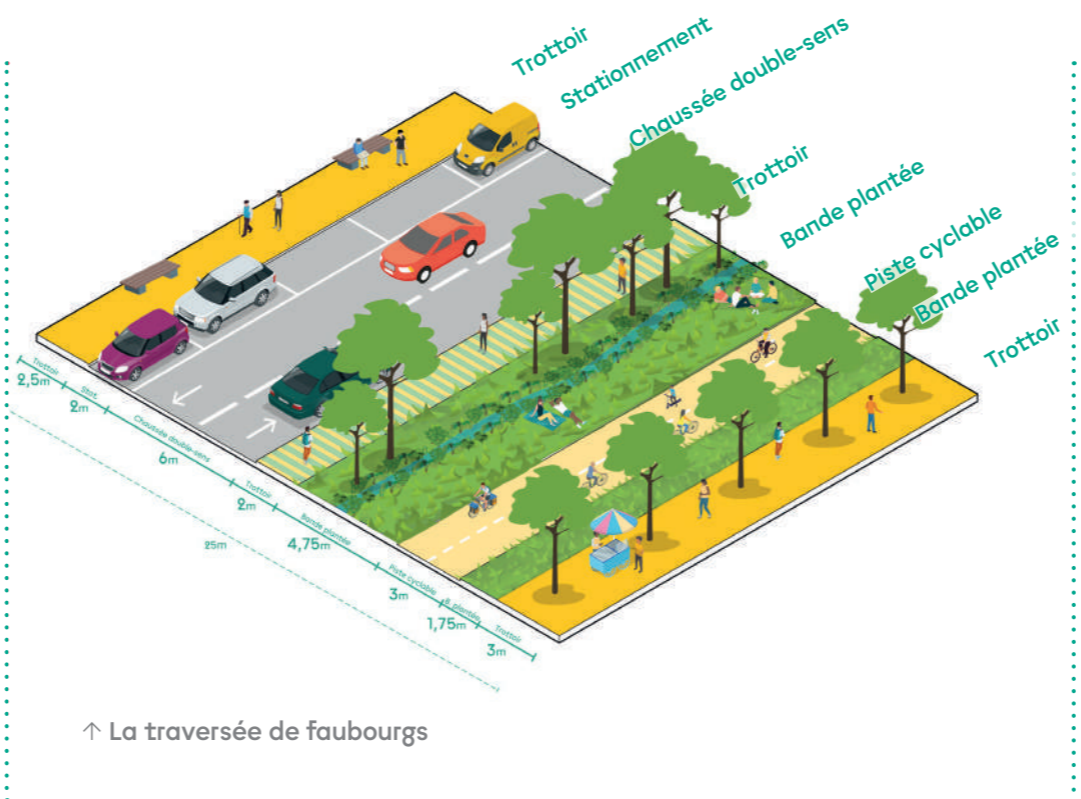 Trottoir
Stationnement
Chaussée double-sens
Trottoir
Bande plantée
Piste cyclable
Bande plantée
Trottoir
Trottoir
2,5m
Stat.
2m
Chaussée double-sens
6m
Trottoir
2m
Bande plantée
4,75m
Piste cyclable
3m
B. plantée
1,75m
Trottoir
3m
25m
↑ La traversée de faubourgs